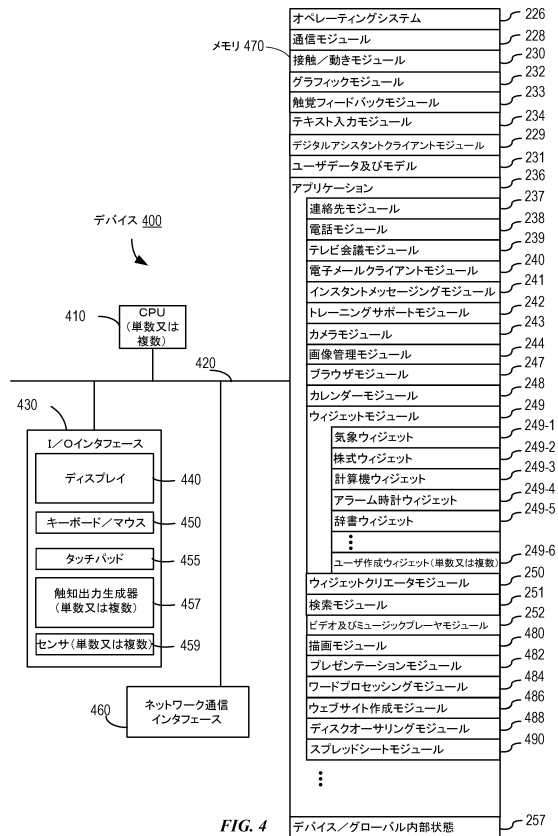 メモリ 470
オペレーティングシステム 226
通信モジュール 228
接触／動きモジュール 230
グラフィックモジュール 232
触覚フィードバックモジュール 233
テキスト入力モジュール 234
デジタルアシスタントクライアントモジュール 229
ユーザデータ及びモデル 231
アプリケーション 236
連絡先モジュール 237
電話モジュール 238
テレビ会議モジュール 239
電子メールクライアントモジュール 240
インスタントメッセージングモジュール 241
トレーニングサポートモジュール 242
カメラモジュール 243
画像管理モジュール 244
ブラウザモジュール 247
カレンダーモジュール 248
ウィジェットモジュール 249
気象ウィジェット 249-1
株式ウィジェット 249-2
計算機ウィジェット 249-3
アラーム時計ウィジェット 249-4
辞書ウィジェット 249-5
ユーザ作成ウィジェット(単数又は複数) 249-6
ウィジェットクリエータモジュール 250
検索モジュール 251
ビデオ及びミュージックプレーヤモジュール 252
描画モジュール 480
プレゼンテーションモジュール 482
ワードプロセッシングモジュール 484
ウェブサイト作成モジュール 486
ディスクオーサリングモジュール 488
スプレッドシートモジュール 490
デバイス／グローバル内部状態 257
デバイス 400
410
CPU
(単数又は
複数)
420
430
I／Oインタフェース
ディスプレイ 440
キーボード／マウス 450
タッチパッド 455
触知出力生成器
(単数又は複数) 457
センサ(単数又は複数) 459
460
ネットワーク通信
インタフェース
FIG. 4